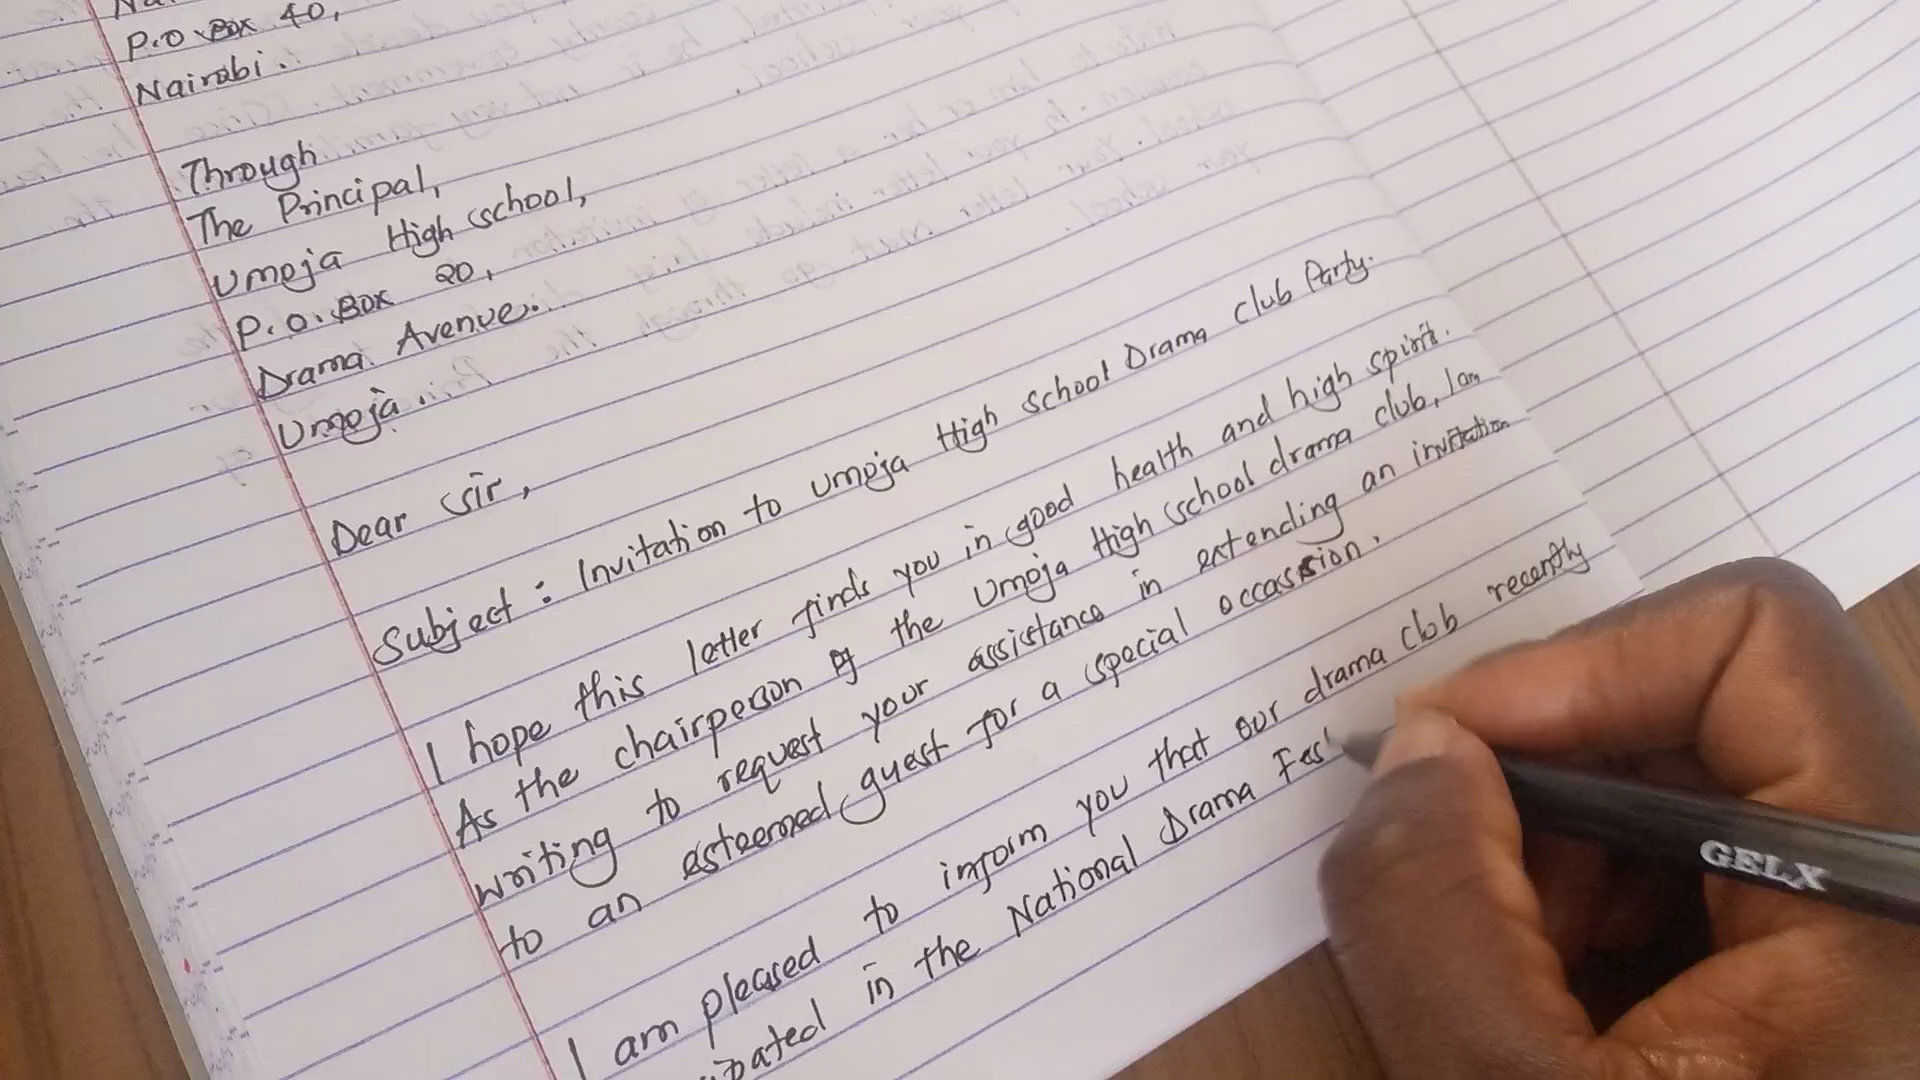 P.O. BOX 40,
Nairobi.
Through
The Principal,
Umoja High school,
P.O. BOX 20,
Drama Avenue.
Umoja.
Dear Sir,
Subject: Invitation to Umoja High School Drama Club Party.
I hope this letter finds you in good health and high spirit.
As the chairperson of the Umoja High school drama club, I am
writing to request your assistance in extending an invitation
to an esteemed guest for a special occassion.
I am pleased to inform you that our drama club recently
in the National Drama
GELX